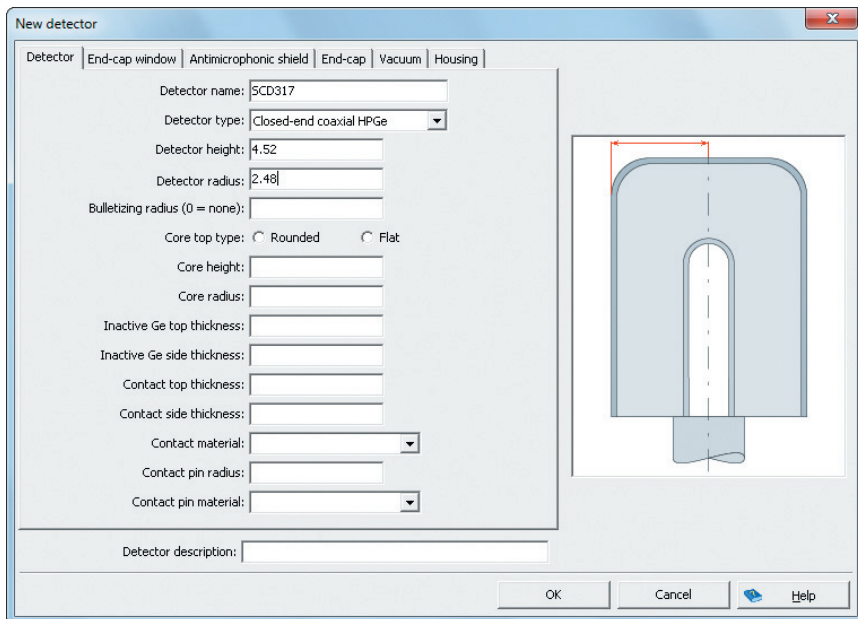 New detector
Detector End-cap window Antimicrophonic shield End-cap Vacuum Housing
Detector name: SCD317
Detector type: Closed-end coaxial HPGe
Detector height: 4.52
Detector radius: 2.48
Bulletizing radius (0 = none):
Core top type: Rounded Flat
Core height:
Core radius:
Inactive Ge top thickness:
Inactive Ge side thickness:
Contact top thickness:
Contact side thickness:
Contact material:
Contact pin radius:
Contact pin material:
Detector description:
OK Cancel Help